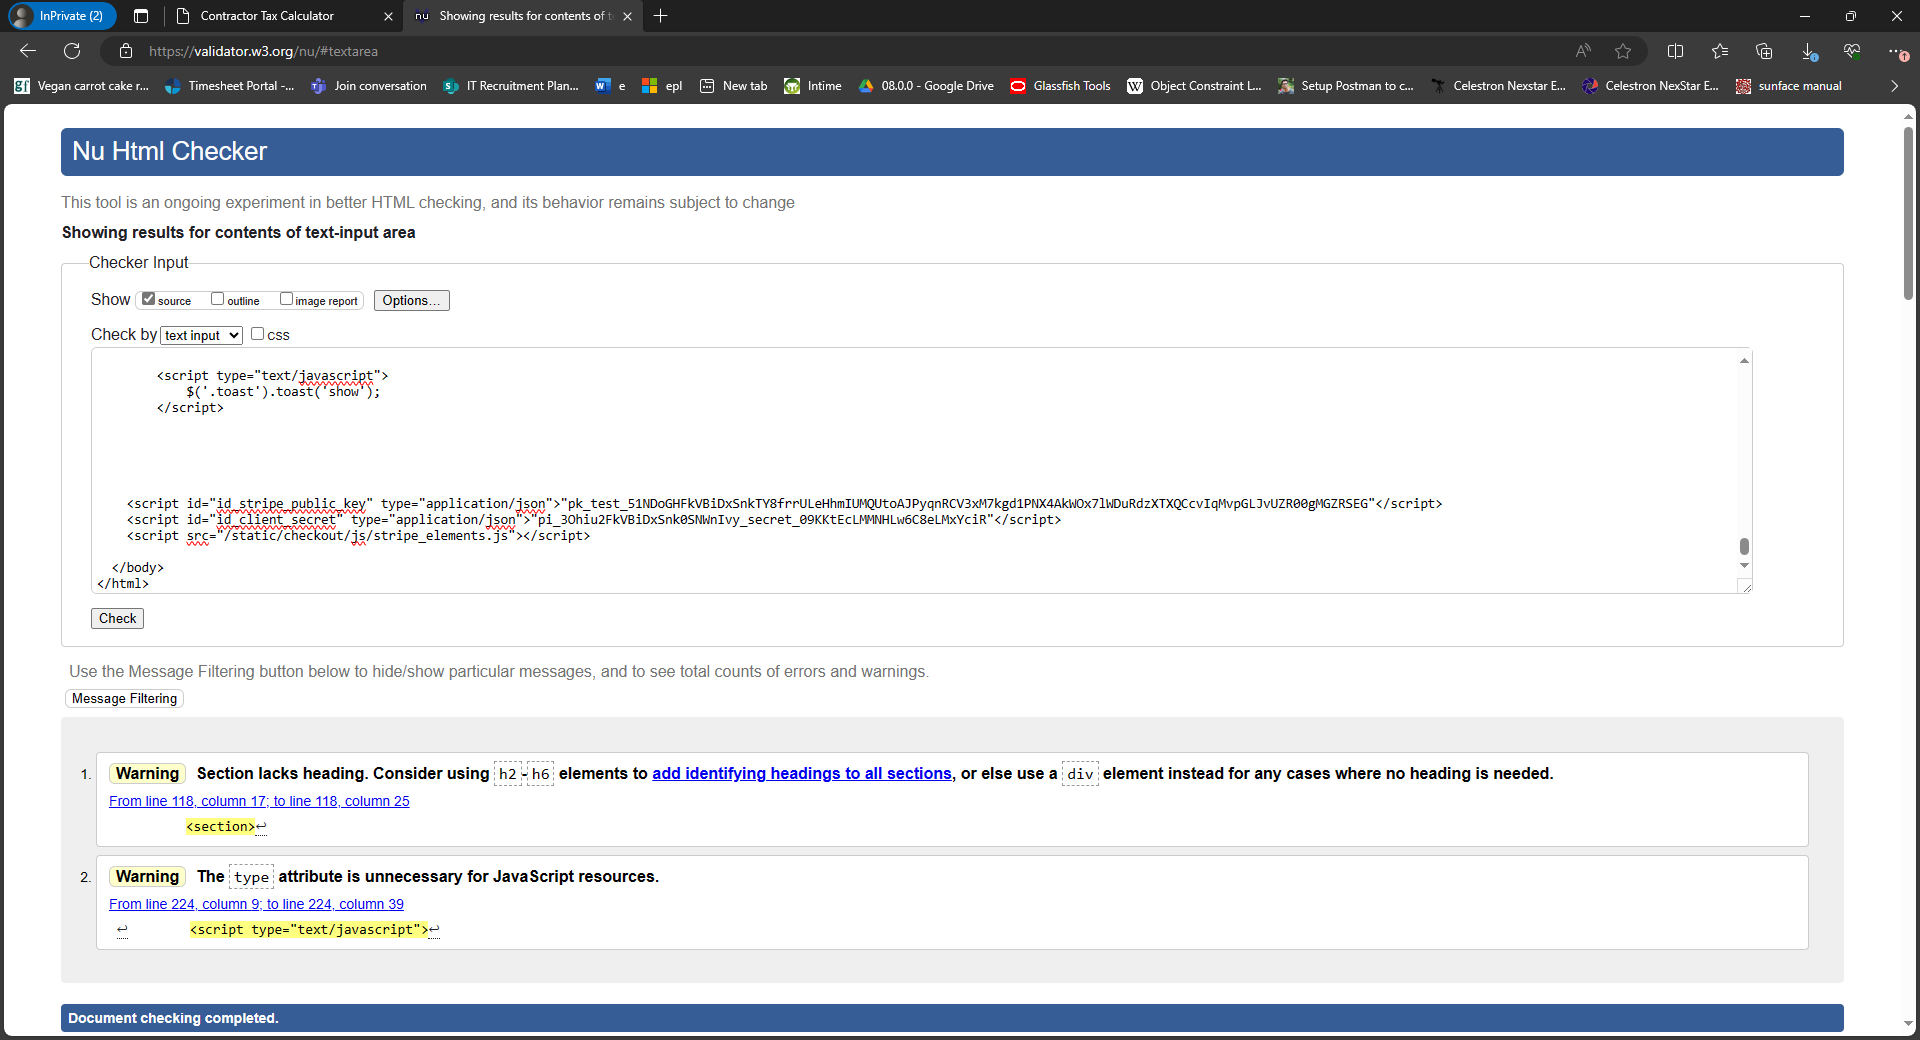 InPrivate (2)
Contractor Tax Calculator
nu
Showing results for contents of t
https://validator.w3.org/nu/#textarea
gf
Vegan carrot cake r...
Timesheet Portal -...
Join conversation
IT Recruitment Plan...
e
epl
New tab
Intime
08.0.0 - Google Drive
Glassfish Tools
W
Object Constraint L...
Setup Postman to c...
Celestron Nexstar E...
Celestron NexStar E...
sunface manual
Nu Html Checker
This tool is an ongoing experiment in better HTML checking, and its behavior remains subject to change
Showing results for contents of text-input area
Checker Input
Show source outline image report Options...
Check by text input css
<script type="text/javascript">
$('.toast').toast('show');
</script>
<script id="id_stripe_public_key" type="application/json">"pk_test_51NDoGHFkVBiDxSnkTY8frrULeHhmIUMQUtoAJPyqnRCV3xM7kgd1PNX4AkWOx7lWDuRdzXTXQCcvIqMvpGLJvUZR00gMGZRSEG"</script>
<script id="id_client_secret" type="application/json">"pi_3Ohiu2FkVBiDxSnk0SNWnIvy_secret_09KKtEcLMMNHLw6C8eLMxYciR"</script>
<script src="/static/checkout/js/stripe_elements.js"></script>
</body>
</html>
Check
Use the Message Filtering button below to hide/show particular messages, and to see total counts of errors and warnings.
Message Filtering
1. Warning Section lacks heading. Consider using h2-h6 elements to add identifying headings to all sections, or else use a div element instead for any cases where no heading is needed.
From line 118, column 17; to line 118, column 25
<section>↩
2. Warning The type attribute is unnecessary for JavaScript resources.
From line 224, column 9; to line 224, column 39
↩ <script type="text/javascript">↩
Document checking completed.